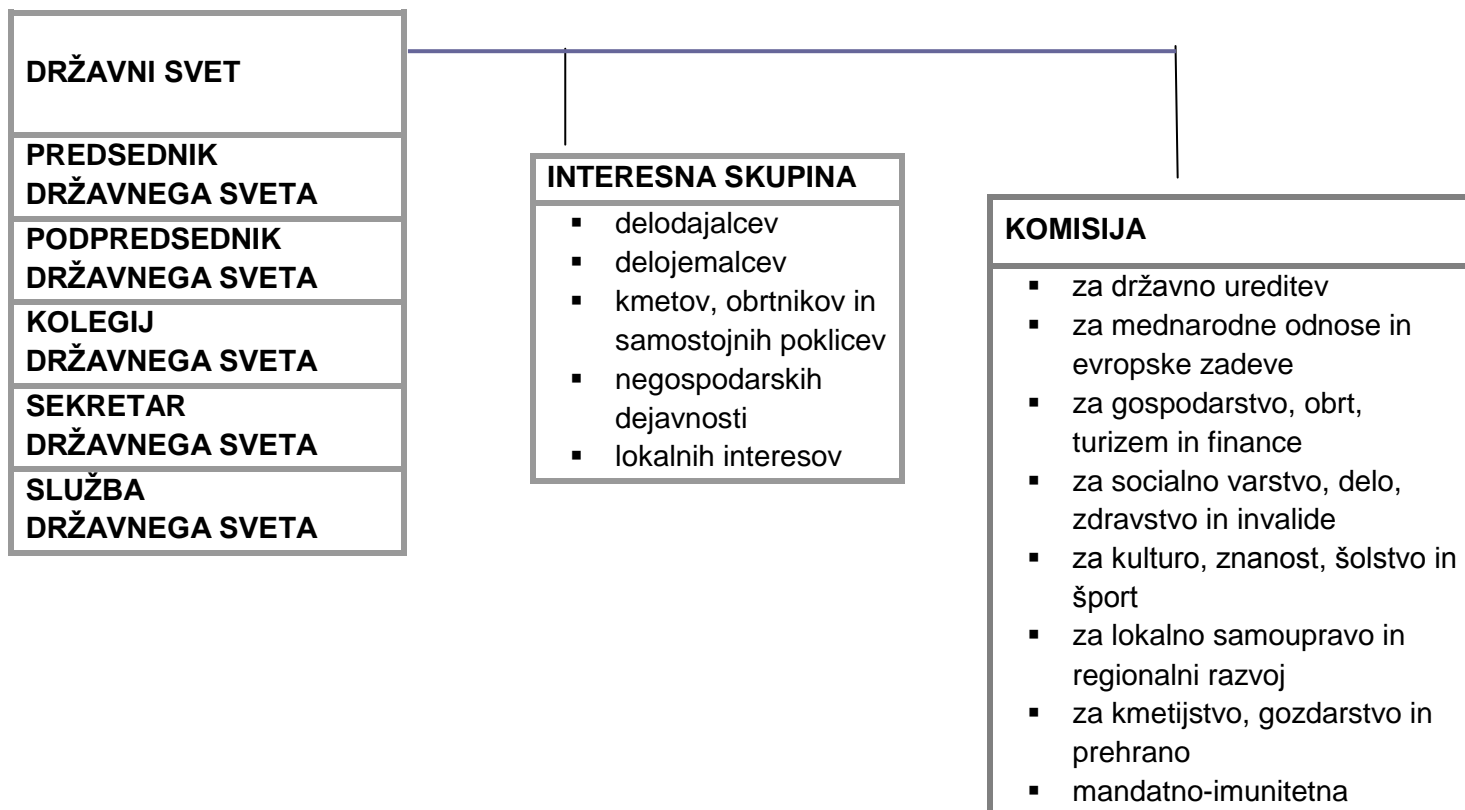 DRŽAVNI SVET
PREDSEDNIK
DRŽAVNEGA SVETA
PODPREDSEDNIK
DRŽAVNEGA SVETA
KOLEGIJ
DRŽAVNEGA SVETA
SEKRETAR
DRŽAVNEGA SVETA
SLUŽBA
DRŽAVNEGA SVETA
INTERESNA SKUPINA
▪ delodajalcev
▪ delojemalcev
▪ kmetov, obrtnikov in
samostojnih poklicev
▪ negospodarskih
dejavnosti
▪ lokalnih interesov
KOMISIJA
▪ za državno ureditev
▪ za mednarodne odnose in
evropske zadeve
▪ za gospodarstvo, obrt,
turizem in finance
▪ za socialno varstvo, delo,
zdravstvo in invalide
▪ za kulturo, znanost, šolstvo in
šport
▪ za lokalno samoupravo in
regionalni razvoj
▪ za kmetijstvo, gozdarstvo in
prehrano
▪ mandatno-imunitetna